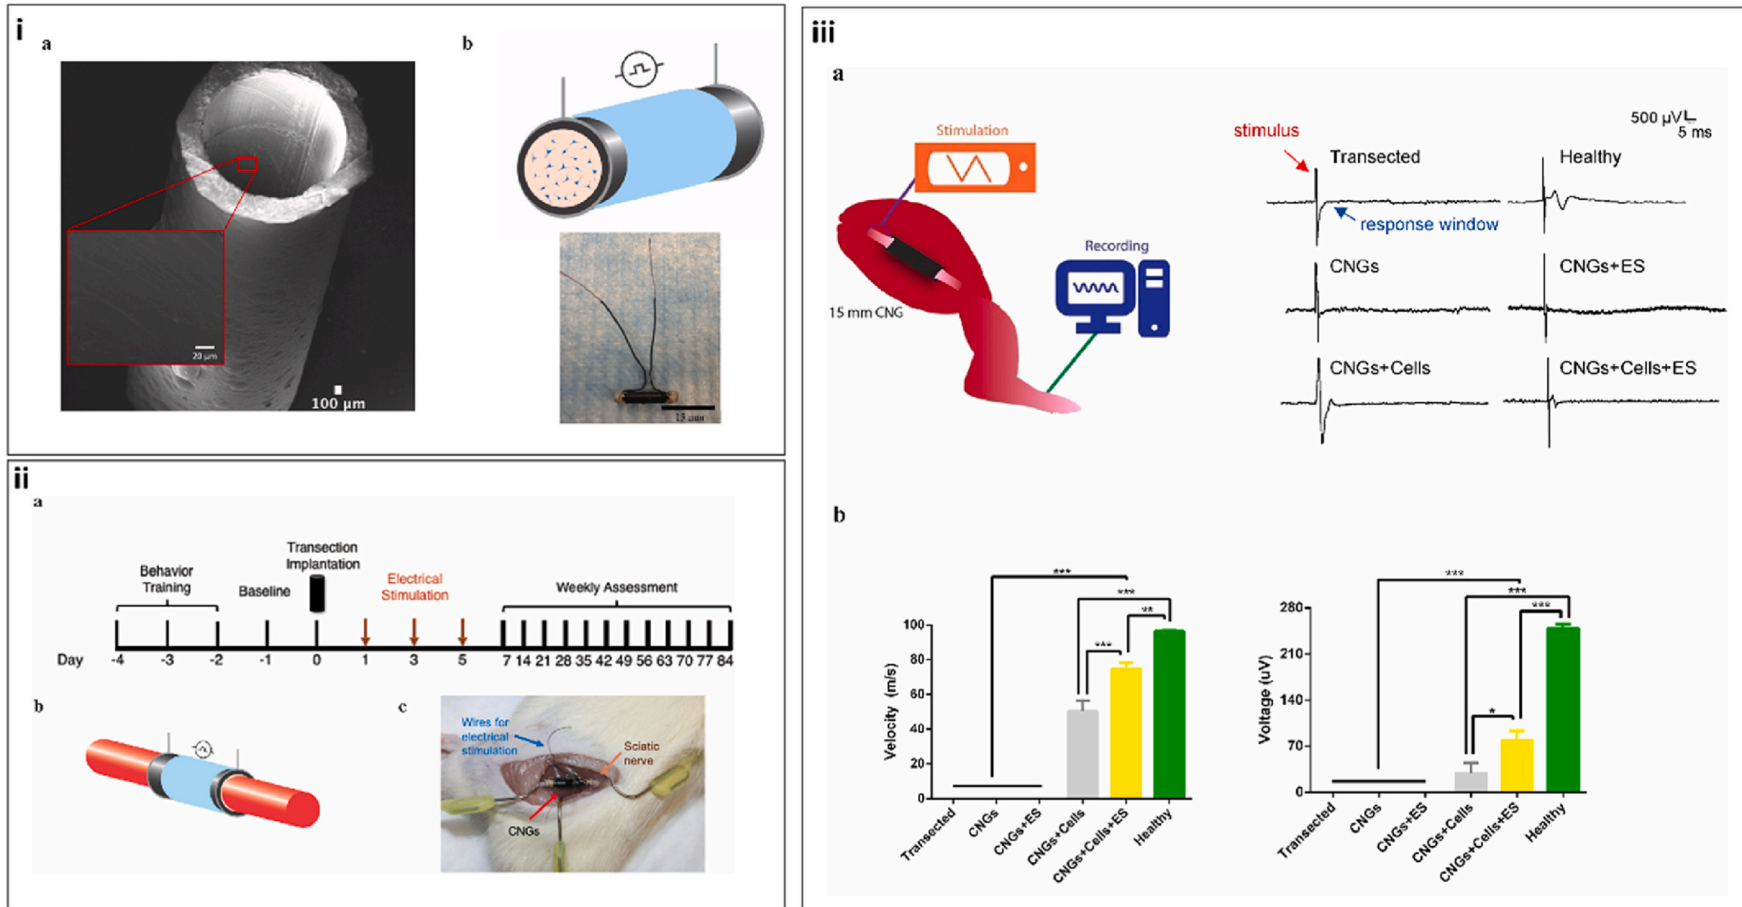 i
a
20 µm
100 µm
b
15 mm
ii
a
Behavior
Training
Baseline
Transection
Implantation
Electrical
Stimulation
Weekly Assessment
Day -4 -3 -2 -1 0 1 3 5 7 14 21 28 35 42 49 56 63 70 77 84
b
c
Wires for
electrical
stimulation
Sciatic
nerve
CNGs
iii
a
Stimulation
Recording
15 mm CNG
500 µV
5 ms
stimulus
Transected
Healthy
response window
CNGs
CNGs+ES
CNGs+Cells
CNGs+Cells+ES
b
Velocity (m/s)
100
80
60
40
20
0
***
***
**
***
Transected
CNGs
CNGs+ES
CNGs+Cells
CNGs+Cells+ES
Healthy
Voltage (uV)
280
210
140
70
0
***
***
***
*
Transected
CNGs
CNGs+ES
CNGs+Cells
CNGs+Cells+ES
Healthy